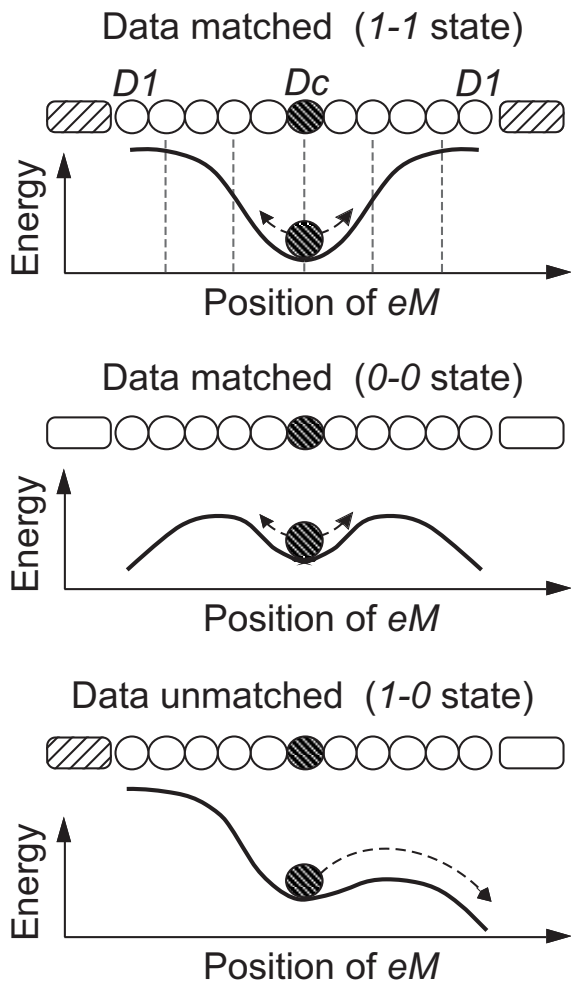 Data matched (1-1 state)
D1 Dc D1
Energy
Position of eM
Data matched (0-0 state)
Energy
Position of eM
Data unmatched (1-0 state)
Energy
Position of eM